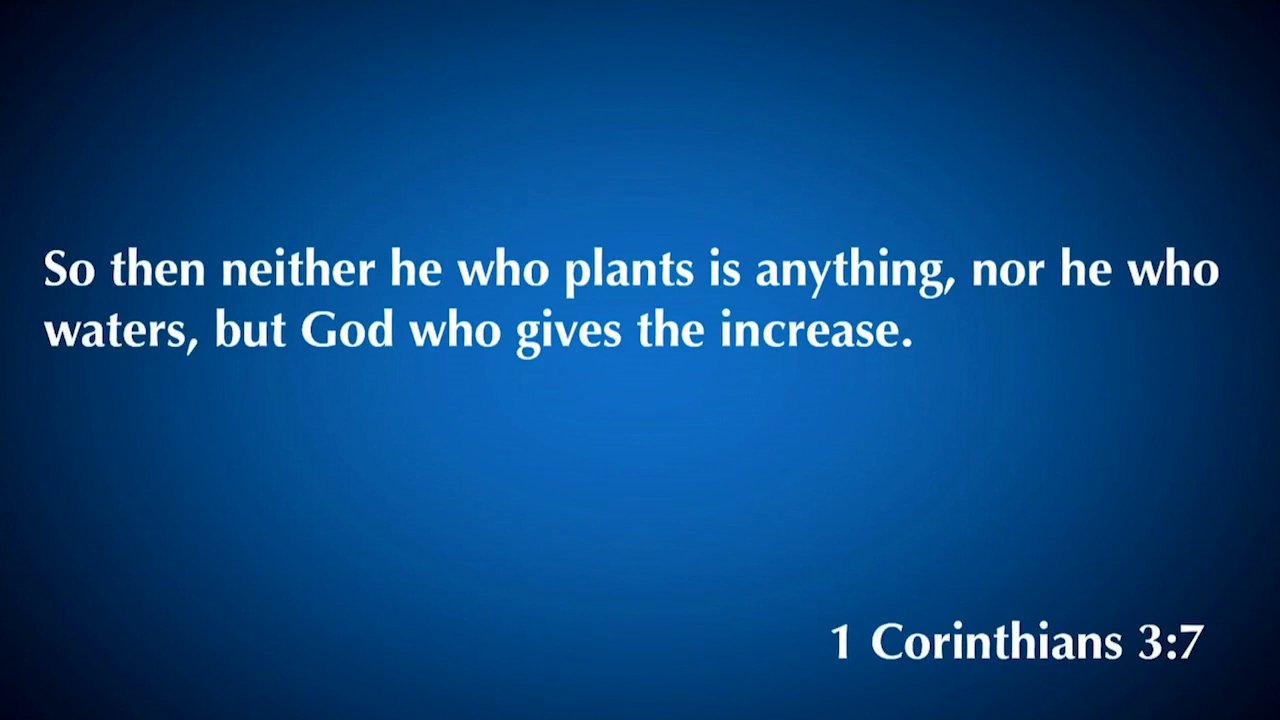 So then neither he who plants is anything, nor he who
waters, but God who gives the increase.
1 Corinthians 3:7